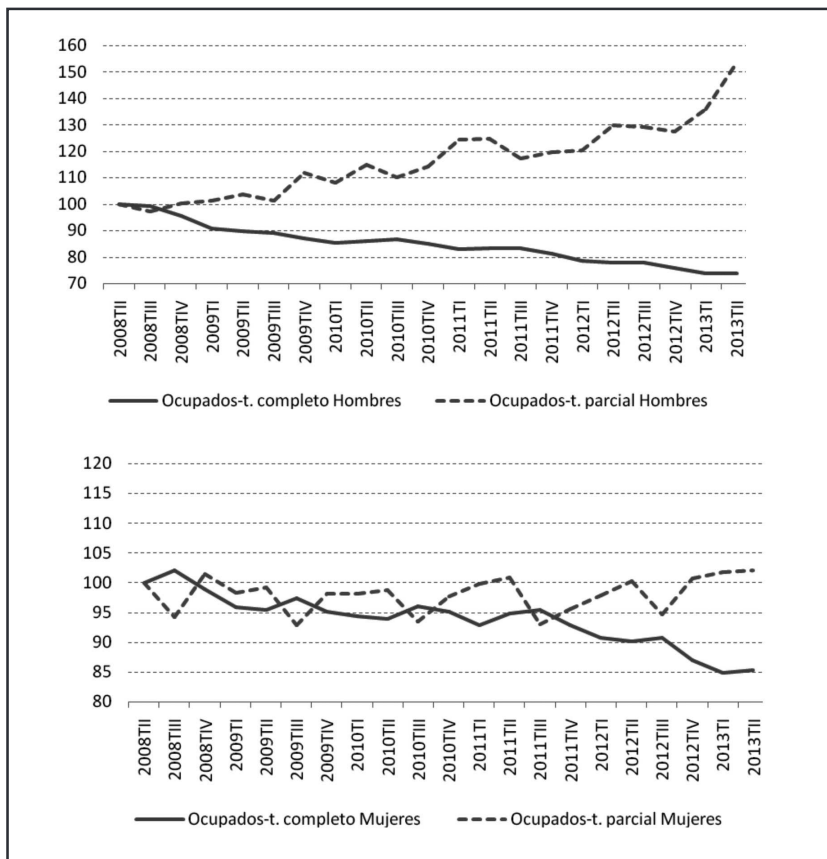 160
150
140
130
120
110
100
90
80
70
2008TII
2008TIII
2008TIV
2009TI
2009TII
2009TIII
2009TIV
2010TI
2010TII
2010TIII
2010TIV
2011TI
2011TII
2011TIII
2011TIV
2012TI
2012TII
2012TIII
2012TIV
2013TI
2013TII
Ocupados-t. completo Hombres
Ocupados-t. parcial Hombres
120
115
110
105
100
95
90
85
80
2008TII
2008TIII
2008TIV
2009TI
2009TII
2009TIII
2009TIV
2010TI
2010TII
2010TIII
2010TIV
2011TI
2011TII
2011TIII
2011TIV
2012TI
2012TII
2012TIII
2012TIV
2013TI
2013TII
Ocupados-t. completo Mujeres
Ocupados-t. parcial Mujeres